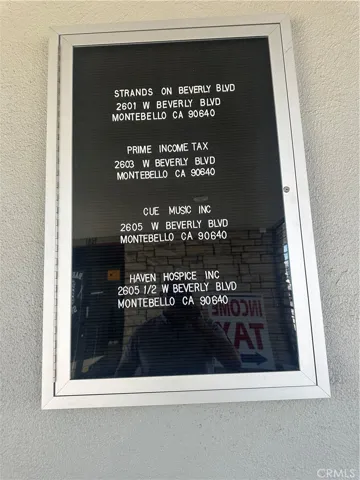 STRANDS ON BEVERLY BLVD
2601 W BEVERLY BLVD
MONTEBELLO CA 90640
PRIME INCOME TAX
2603 W BEVERLY BLVD
MONTEBELLO CA 90640
CUE MUSIC INC
2605 W BEVERLY BLVD
MONTEBELLO CA 90640
HAVEN HOSPICE INC
2605 1/2 W BEVERLY BLVD
MONTEBELLO CA 90640
INCOME
TAX
CRMLS